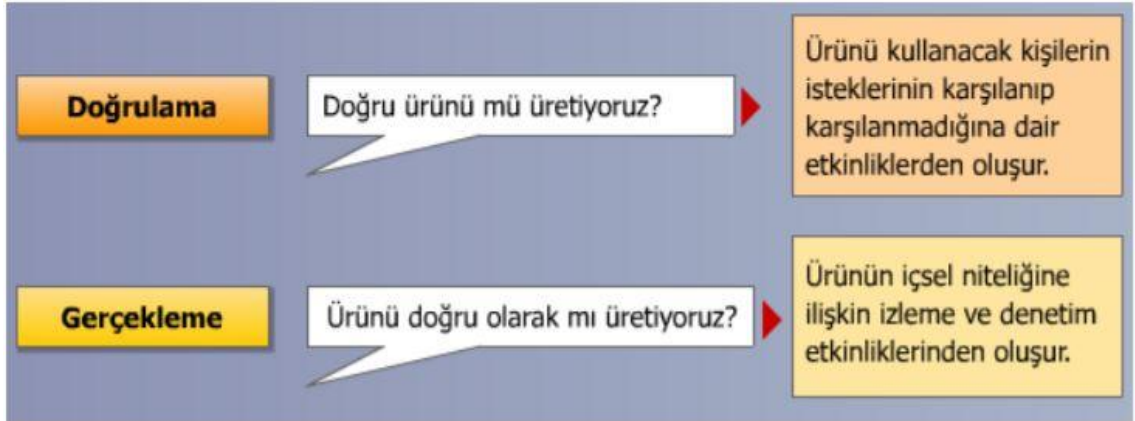 Doğrulama
Doğru ürünü mü üretiyoruz?
Ürünü kullanacak kişilerin
isteklerinin karşılanıp
karşılanmadığına dair
etkinliklerden oluşur.
Gerçekleme
Ürünü doğru olarak mı üretiyoruz?
Ürünün içsel niteliğine
ilişkin izleme ve denetim
etkinliklerinden oluşur.